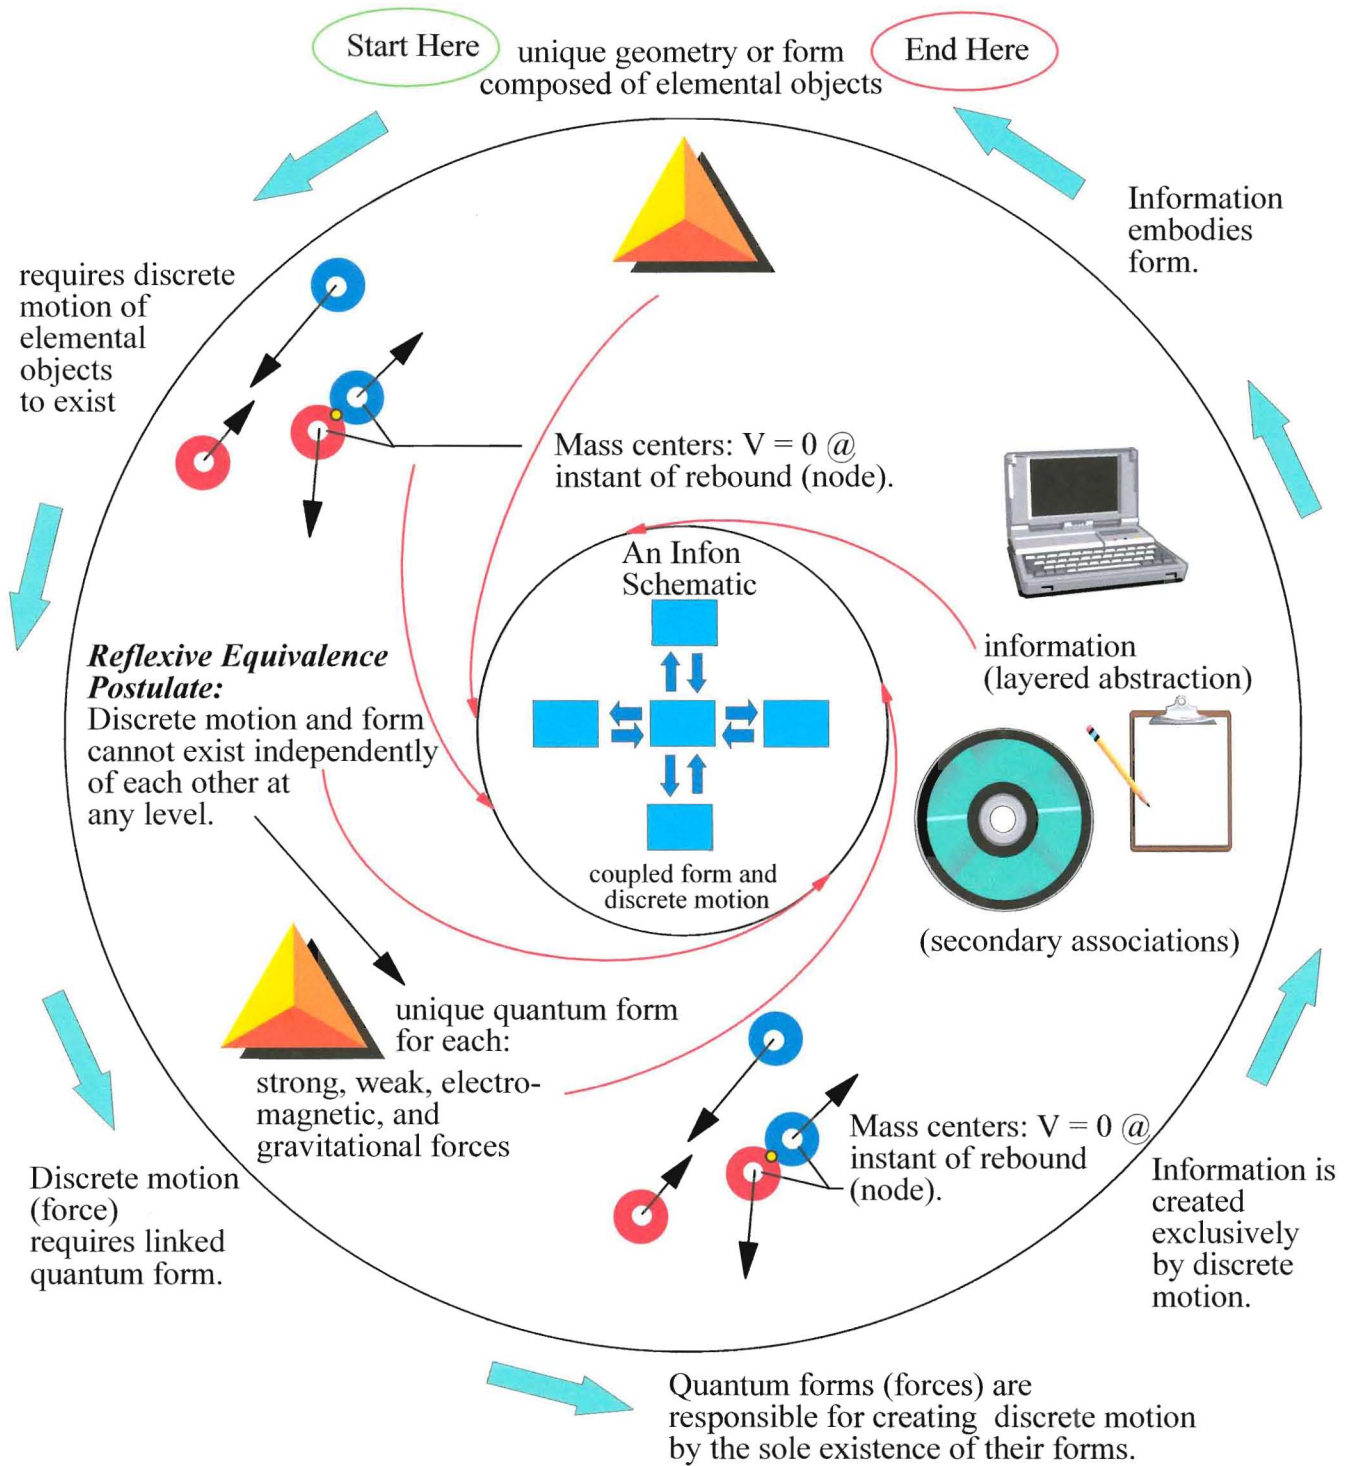 Start Here
unique geometry or form
composed of elemental objects
End Here
Information
embodies
form.
requires discrete
motion of
elemental
objects
to exist
Mass centers: V = 0 @
instant of rebound (node).
An Infon
Schematic
information
(layered abstraction)
Reflexive Equivalence
Postulate:
Discrete motion and form
cannot exist independently
of each other at
any level.
coupled form and
discrete motion
(secondary associations)
unique quantum form
for each:
strong, weak, electro-
magnetic, and
gravitational forces
Mass centers: V = 0 @
instant of rebound
(node).
Discrete motion
(force)
requires linked
quantum form.
Information is
created
exclusively
by discrete
motion.
Quantum forms (forces) are
responsible for creating discrete motion
by the sole existence of their forms.